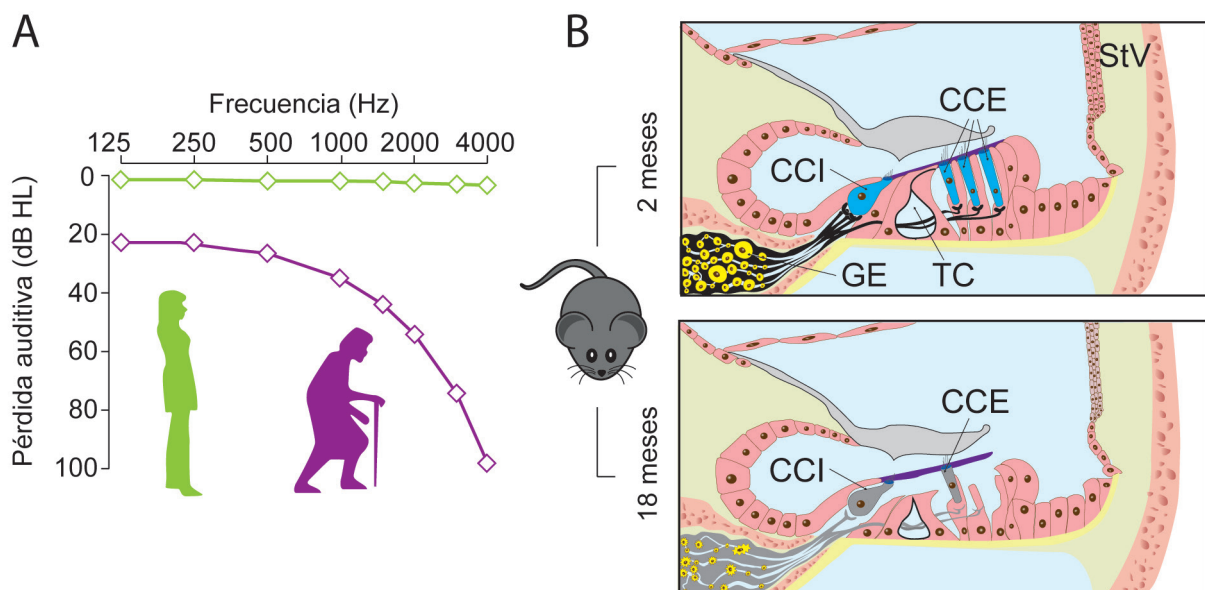 A
Frecuencia (Hz)
125 250 500 1000 2000 4000
Pérdida auditiva (dB HL)
0
20
40
60
80
100
B
2 meses
StV
CCE
CCI
GE
TC
18 meses
CCE
CCI